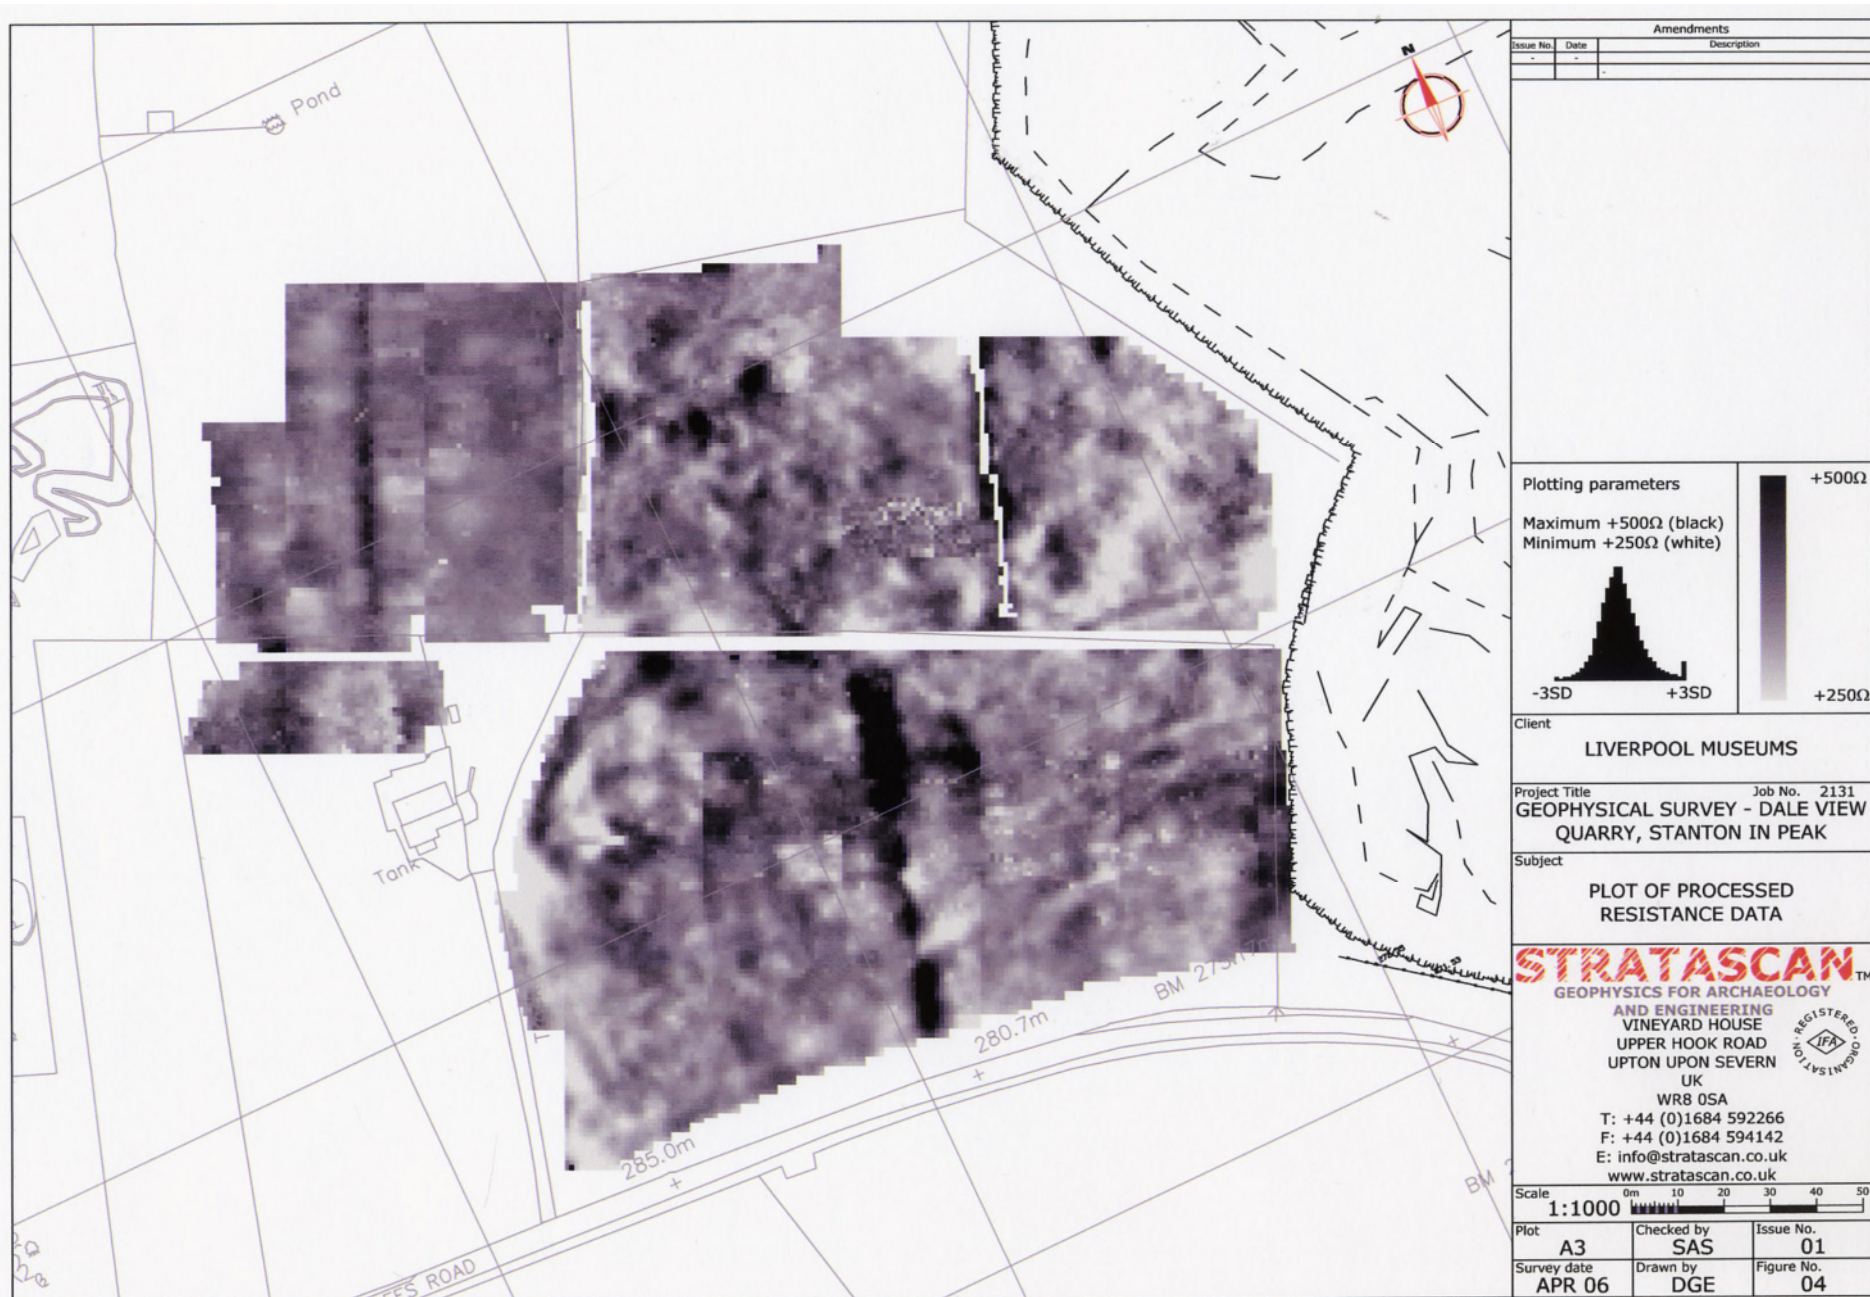 Pond
Tank
BM 275.17m
280.7m
285.0m
BM
EES ROAD
N
Amendments
Issue No. Date Description
- - -
Plotting parameters
Maximum +500Ω (black)
Minimum +250Ω (white)
-3SD +3SD
+500Ω
+250Ω
Client
LIVERPOOL MUSEUMS
Project Title Job No. 2131
GEOPHYSICAL SURVEY - DALE VIEW
QUARRY, STANTON IN PEAK
Subject
PLOT OF PROCESSED
RESISTANCE DATA
STRATASCAN TM
GEOPHYSICS FOR ARCHAEOLOGY
AND ENGINEERING
VINEYARD HOUSE
UPPER HOOK ROAD
UPTON UPON SEVERN
UK
WR8 0SA
T: +44 (0)1684 592266
F: +44 (0)1684 594142
E: info@stratascan.co.uk
www.stratascan.co.uk
REGISTERED · ORGANISATION ·
IFA
Scale
1:1000
0m 10 20 30 40 50
Plot
A3
Checked by
SAS
Issue No.
01
Survey date
APR 06
Drawn by
DGE
Figure No.
04